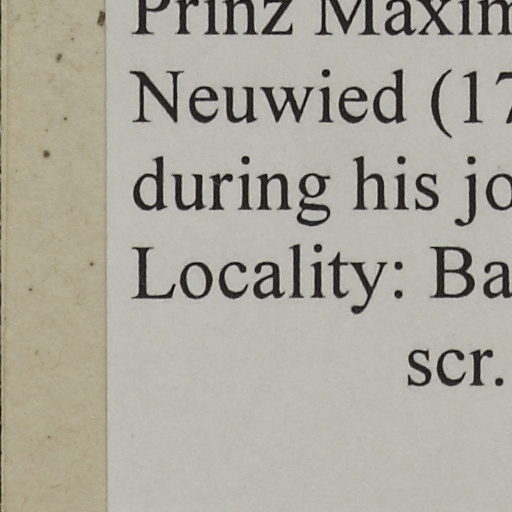 Prinz Maxim
Neuwied (17
during his jo
Locality: Ba
scr.